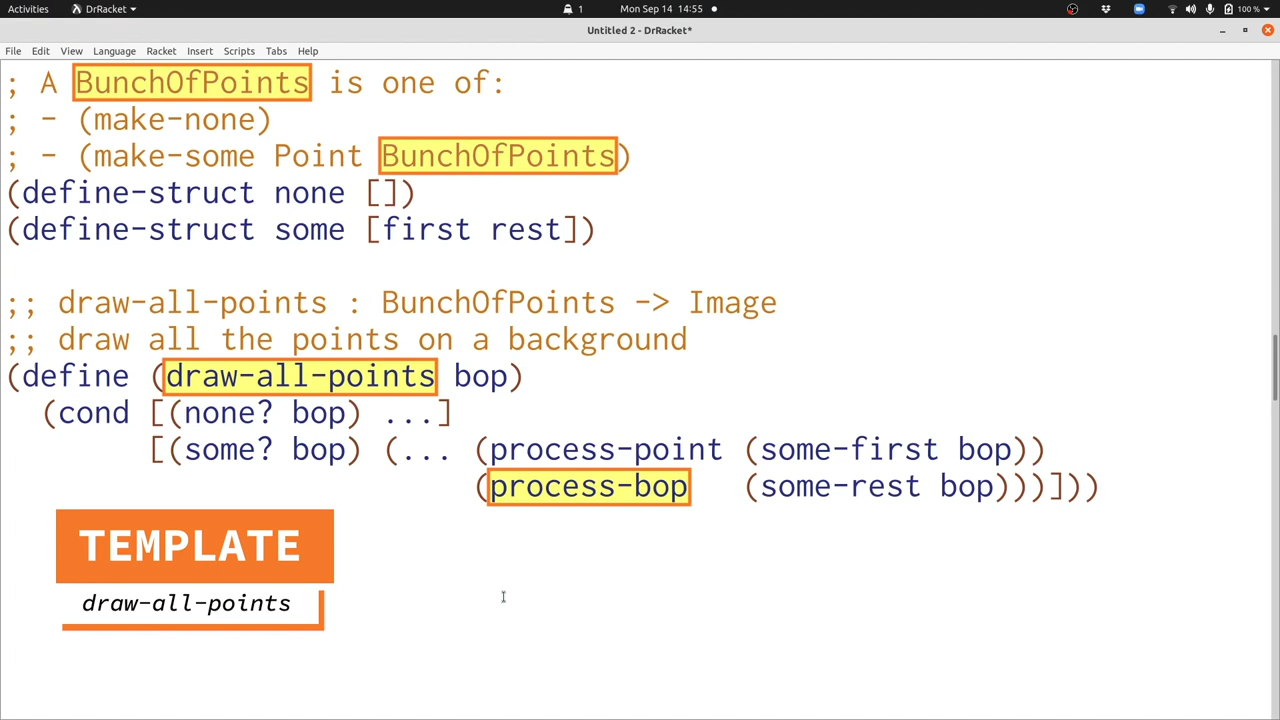 Activities DrRacket 1 Mon Sep 14 14:55 100 %
Untitled 2 - DrRacket*
File Edit View Language Racket Insert Scripts Tabs Help
; A BunchOfPoints is one of:
; - (make-none)
; - (make-some Point BunchOfPoints)
(define-struct none [])
(define-struct some [first rest])
;; draw-all-points : BunchOfPoints -> Image
;; draw all the points on a background
(define (draw-all-points bop)
(cond [(none? bop) ...]
[(some? bop) (... (process-point (some-first bop))
(process-bop (some-rest bop)))]))
TEMPLATE
draw-all-points